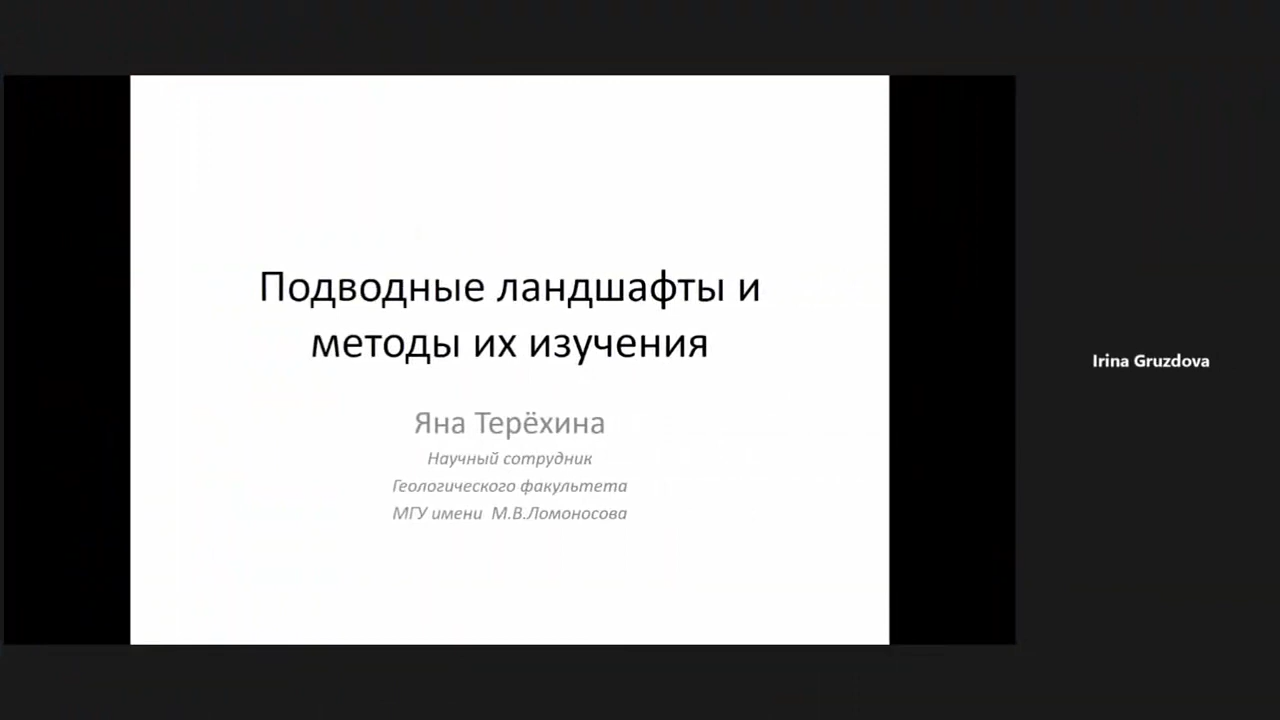 Подводные ландшафты и
методы их изучения
Яна Терёхина
Научный сотрудник
Геологического факультета
МГУ имени М.В.Ломоносова
Irina Gruzdova